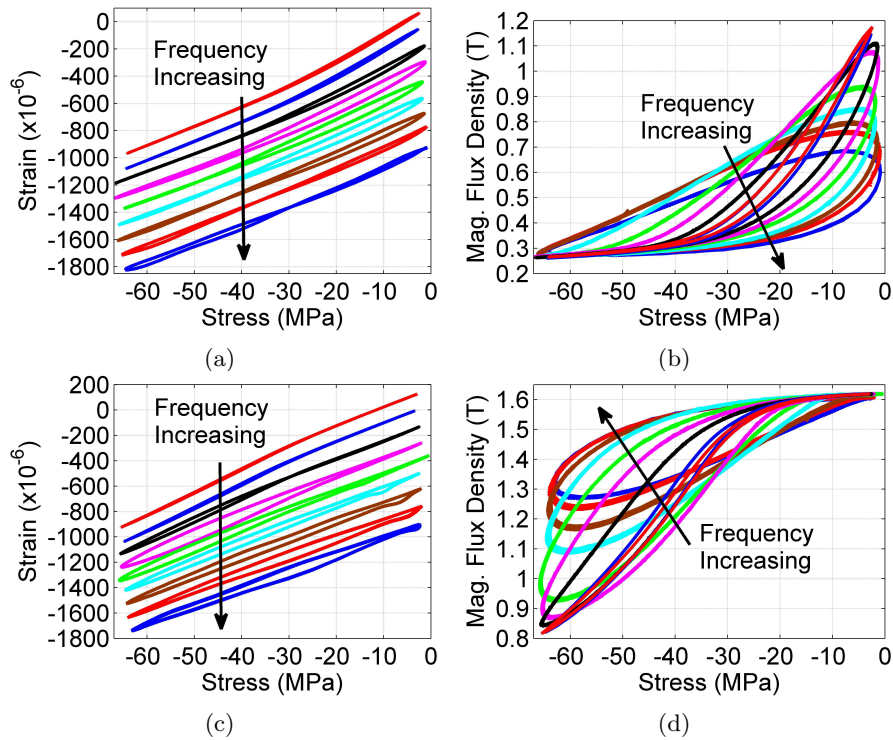 0
-200
-400
-600
-800
-1000
-1200
-1400
-1600
-1800
Strain (x10⁻⁶)
Frequency
Increasing
-60 -50 -40 -30 -20 -10 0
Stress (MPa)
(a)
1.2
1.1
1
0.9
0.8
0.7
0.6
0.5
0.4
0.3
0.2
Mag. Flux Density (T)
Frequency
Increasing
-60 -50 -40 -30 -20 -10 0
Stress (MPa)
(b)
200
0
-200
-400
-600
-800
-1000
-1200
-1400
-1600
-1800
Strain (x10⁻⁶)
Frequency
Increasing
-60 -50 -40 -30 -20 -10 0
Stress (MPa)
(c)
1.6
1.5
1.4
1.3
1.2
1.1
1
0.9
0.8
Mag. Flux Density (T)
Frequency
Increasing
-60 -50 -40 -30 -20 -10 0
Stress (MPa)
(d)